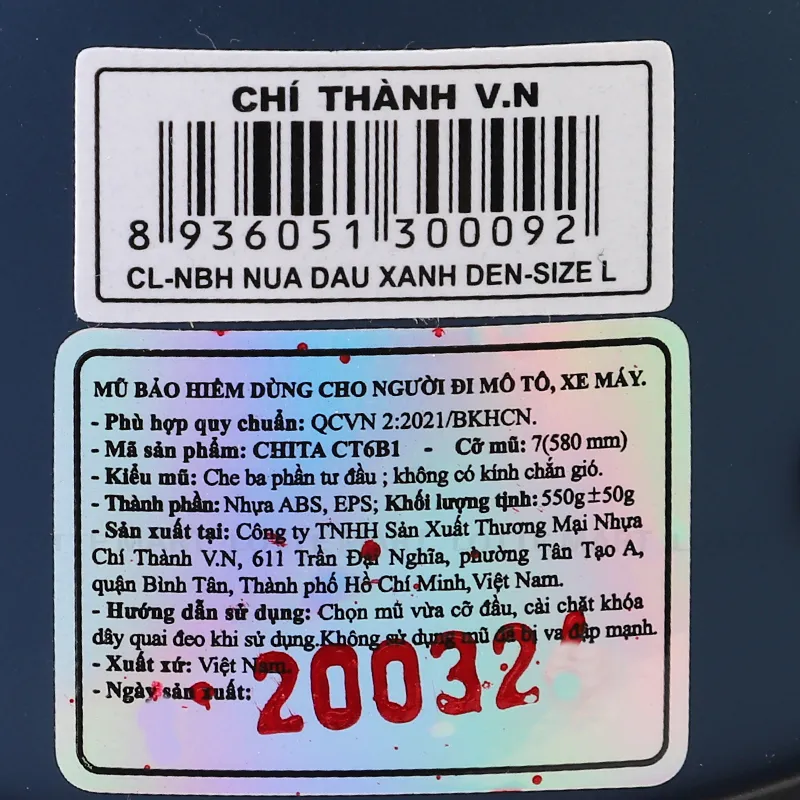 CHÍ THÀNH V.N
8 936051 300092
CL-NBH NUA DAU XANH DEN-SIZE L
MŨ BẢO HIỂM DÙNG CHO NGƯỜI ĐI MÔ TÔ, XE MÁY.
- Phù hợp quy chuẩn: QCVN 2:2021/BKHCN.
- Mã sản phẩm: CHITA CT6B1 - Cỡ mũ: 7(580 mm)
- Kiểu mũ: Che ba phần tư đầu ; không có kính chắn gió.
- Thành phần: Nhựa ABS, EPS; Khối lượng tịnh: 550g±50g
- Sản xuất tại: Công ty TNHH Sản Xuất Thương Mại Nhựa
Chí Thành V.N, 611 Trần Đại Nghĩa, phường Tân Tạo A,
quận Bình Tân, Thành phố Hồ Chí Minh,Việt Nam.
- Hướng dẫn sử dụng: Chọn mũ vừa cỡ đầu, cài chặt khóa
dây quai đeo khi sử dụng.Không sử dụng mũ đã bị va đập mạnh.
- Xuất xứ: Việt Nam.
- Ngày sản xuất:
20032